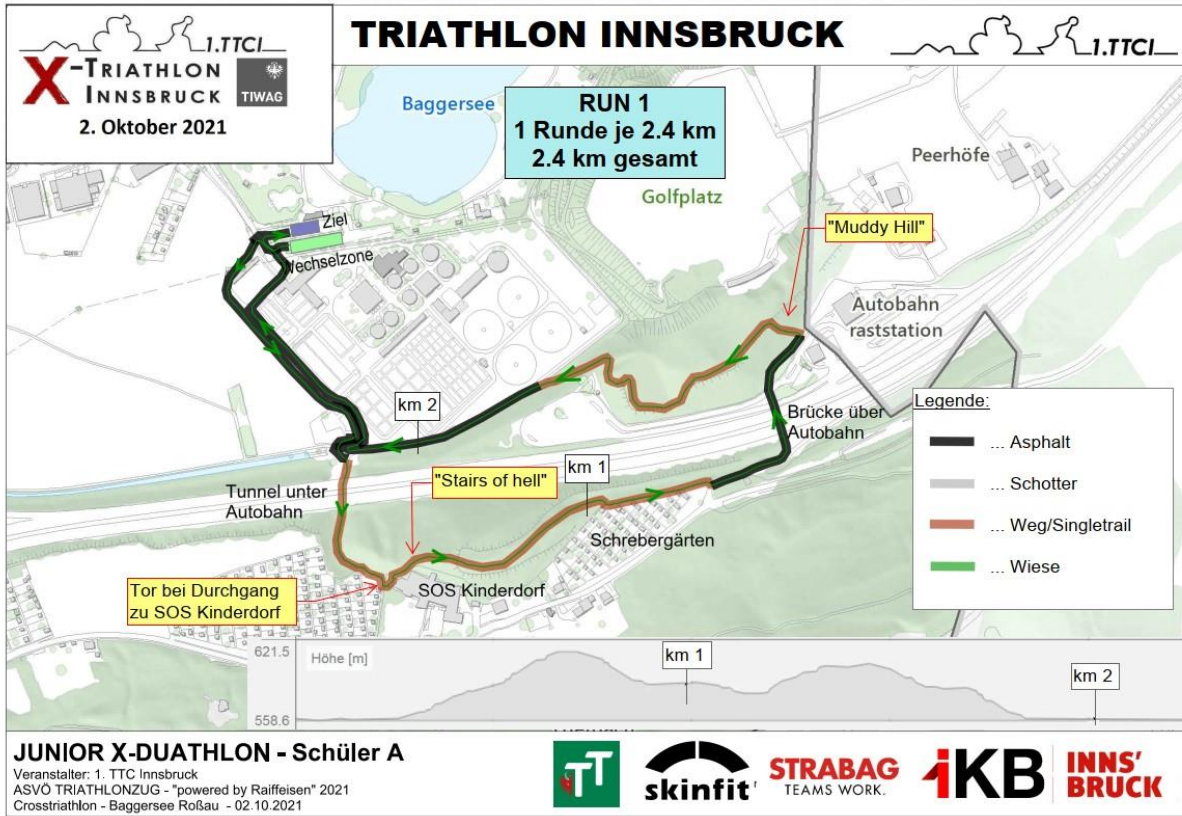 1.TTCI
X-TRIATHLON
INNSBRUCK
TIWAG
2. Oktober 2021
TRIATHLON INNSBRUCK
1.TTCI
Baggersee
RUN 1
1 Runde je 2.4 km
2.4 km gesamt
Peerhöfe
Golfplatz
Ziel
Wechselzone
"Muddy Hill"
Autobahn
raststation
km 2
Brücke über
Autobahn
Legende:
... Asphalt
... Schotter
... Weg/Singletrail
... Wiese
km 1
"Stairs of hell"
Tunnel unter
Autobahn
Schrebergärten
Tor bei Durchgang
zu SOS Kinderdorf
SOS Kinderdorf
621.5
Höhe [m]
km 1
km 2
558.6
JUNIOR X-DUATHLON - Schüler A
Veranstalter: 1. TTC Innsbruck
ASVÖ TRIATHLONZUG - "powered by Raiffeisen" 2021
Crosstriathlon - Baggersee Roßau - 02.10.2021
TT
skinfit
STRABAG
TEAMS WORK.
iKB
INNS'
BRUCK